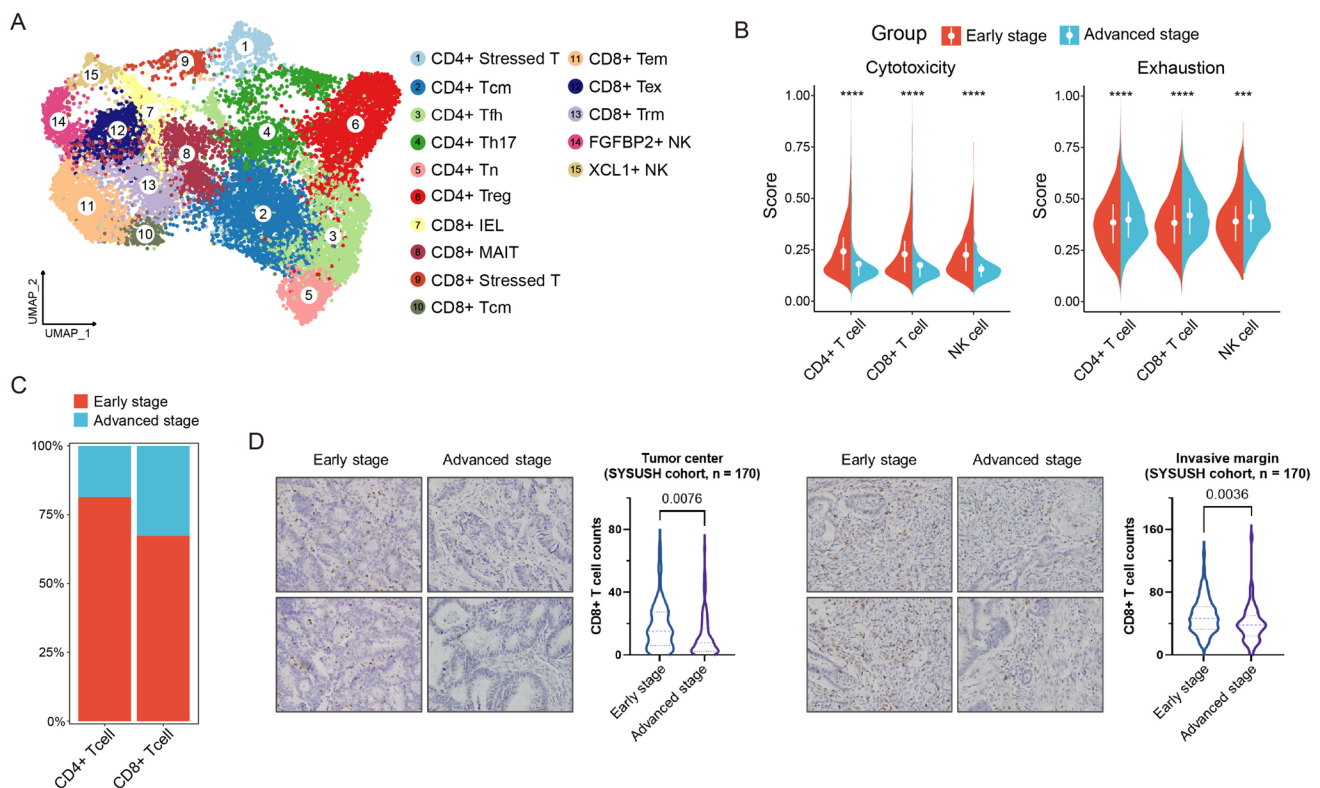 A
1
9
15
7
14
12
4
6
8
13
11
2
10
3
5
UMAP_2
UMAP_1
1 CD4+ Stressed T
2 CD4+ Tcm
3 CD4+ Tfh
4 CD4+ Th17
5 CD4+ Tn
6 CD4+ Treg
7 CD8+ IEL
8 CD8+ MAIT
9 CD8+ Stressed T
10 CD8+ Tcm
11 CD8+ Tem
12 CD8+ Tex
13 CD8+ Trm
14 FGFBP2+ NK
15 XCL1+ NK
B
Group Early stage Advanced stage
Cytotoxicity
Score
1.00
0.75
0.50
0.25
0.00
**** **** ****
CD4+ T cell
CD8+ T cell
NK cell
Exhaustion
Score
1.00
0.75
0.50
0.25
0.00
**** **** ***
CD4+ T cell
CD8+ T cell
NK cell
C
Early stage
Advanced stage
100%
75%
50%
25%
0%
CD4+ Tcell
CD8+ Tcell
D
Early stage
Advanced stage
Tumor center
(SYSUSH cohort, n = 170)
0.0076
CD8+ T cell counts
80
40
0
Early stage
Advanced stage
Early stage
Advanced stage
Invasive margin
(SYSUSH cohort, n = 170)
0.0036
CD8+ T cell counts
160
80
0
Early stage
Advanced stage